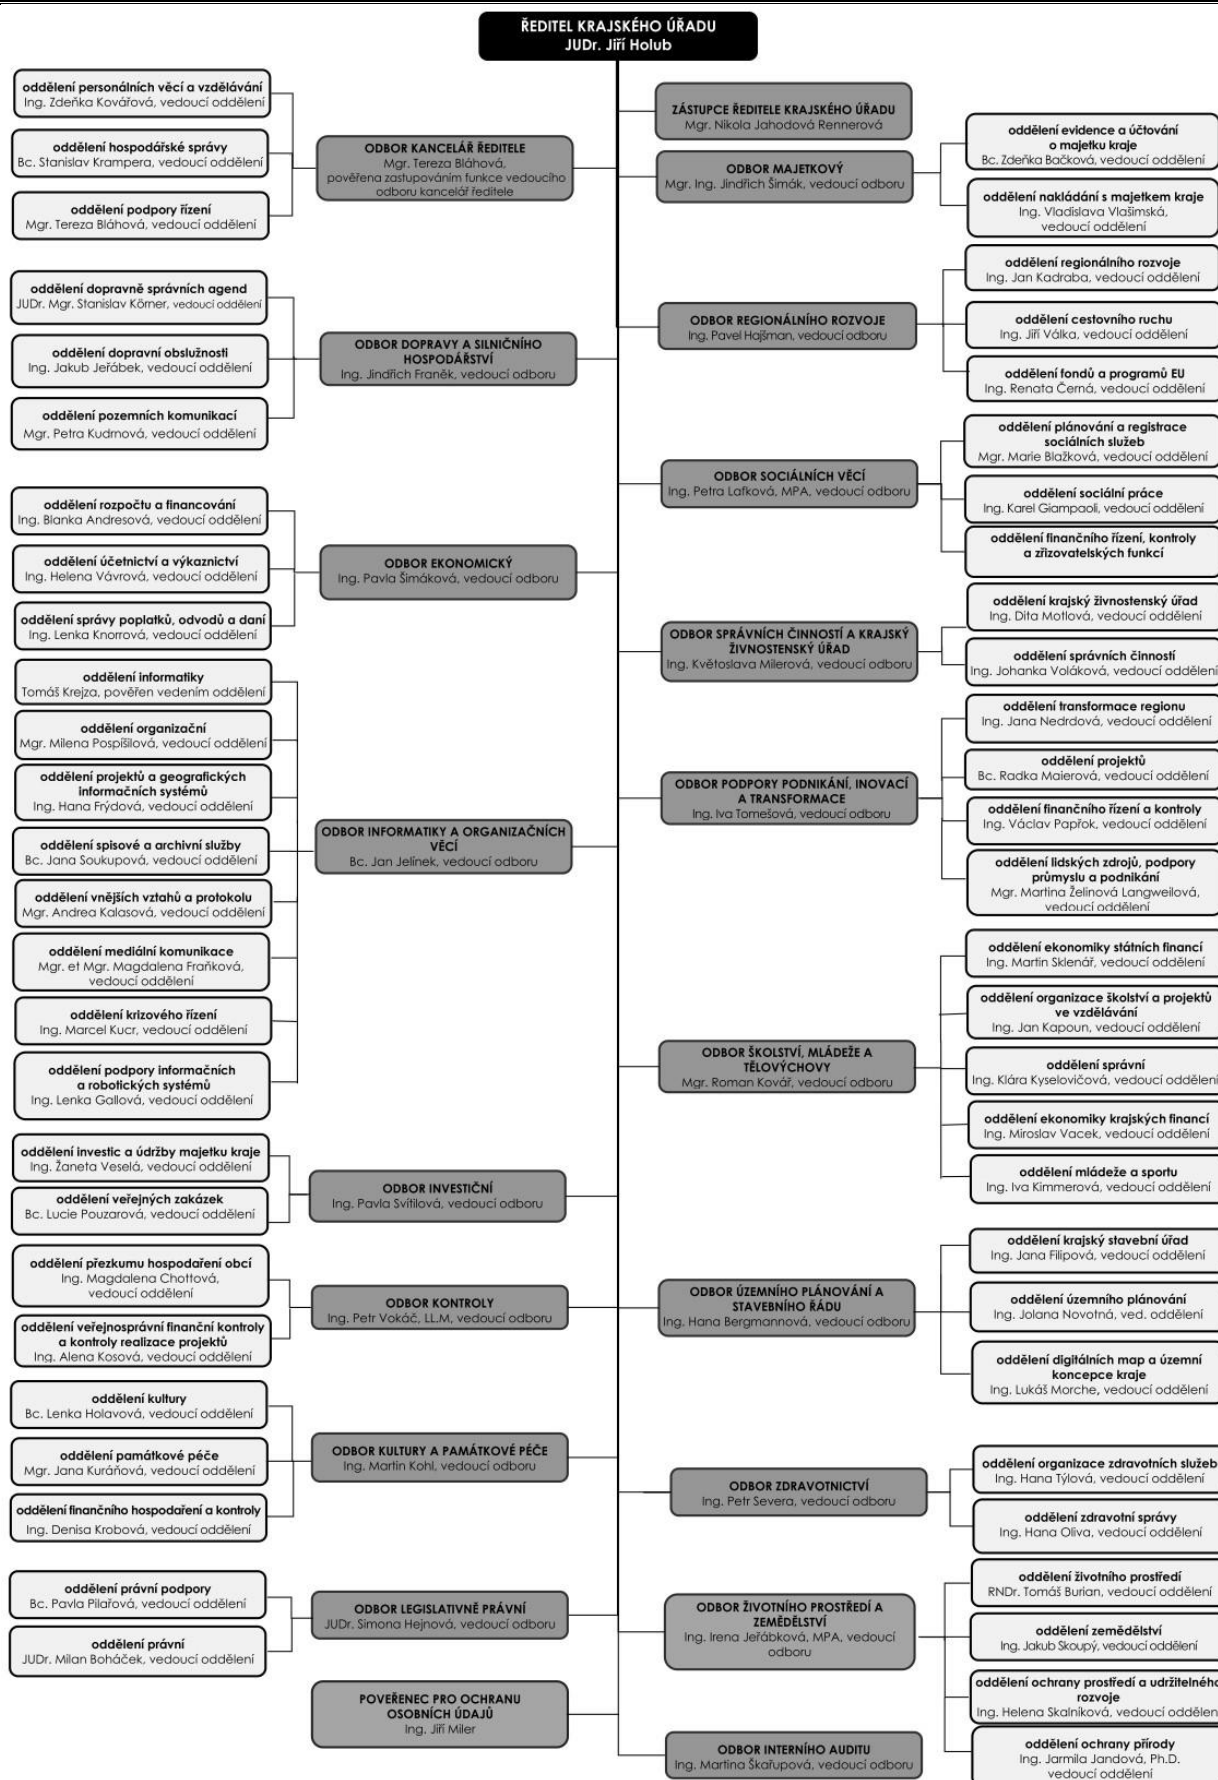 ŘEDITEL KRAJSKÉHO ÚŘADU
JUDr. Jiří Holub
oddělení personálních věcí a vzdělávání
Ing. Zdeňka Kovářová, vedoucí oddělení
oddělení hospodářské správy
Bc. Stanislav Krampera, vedoucí oddělení
oddělení podpory řízení
Mgr. Tereza Bláhová, vedoucí oddělení
ODBOR KANCELÁŘ ŘEDITELE
Mgr. Tereza Bláhová,
pověřena zastupováním funkce vedoucího
odboru kancelář ředitele
oddělení dopravně správních agend
JUDr. Mgr. Stanislav Körner, vedoucí oddělení
oddělení dopravní obslužnosti
Ing. Jakub Jeřábek, vedoucí oddělení
oddělení pozemních komunikací
Mgr. Petra Kudrnová, vedoucí oddělení
ODBOR DOPRAVY A SILNIČNÍHO
HOSPODÁŘSTVÍ
Ing. Jindřich Franěk, vedoucí odboru
oddělení rozpočtu a financování
Ing. Blanka Andresová, vedoucí oddělení
oddělení účetnictví a výkaznictví
Ing. Helena Vávrová, vedoucí oddělení
oddělení správy poplatků, odvodů a daní
Ing. Lenka Knorrová, vedoucí oddělení
ODBOR EKONOMICKÝ
Ing. Pavla Šimáková, vedoucí odboru
oddělení informatiky
Tomáš Krejza, pověřen vedením oddělení
oddělení organizační
Mgr. Milena Pospíšilová, vedoucí oddělení
oddělení projektů a geografických
informačních systémů
Ing. Hana Frýdová, vedoucí oddělení
oddělení spisové a archivní služby
Bc. Jana Soukupová, vedoucí oddělení
oddělení vnějších vztahů a protokolu
Mgr. Andrea Kalasová, vedoucí oddělení
oddělení mediální komunikace
Mgr. et Mgr. Magdalena Fraňková,
vedoucí oddělení
oddělení krizového řízení
Ing. Marcel Kucr, vedoucí oddělení
oddělení podpory informačních
a robotických systémů
Ing. Lenka Gallová, vedoucí oddělení
ODBOR INFORMATIKY A ORGANIZAČNÍCH
VĚCÍ
Bc. Jan Jelínek, vedoucí odboru
oddělení investic a údržby majetku kraje
Ing. Žaneta Veselá, vedoucí oddělení
oddělení veřejných zakázek
Bc. Lucie Pouzarová, vedoucí oddělení
ODBOR INVESTIČNÍ
Ing. Pavla Svítilová, vedoucí odboru
oddělení přezkumu hospodaření obcí
Ing. Magdalena Chottová,
vedoucí oddělení
oddělení veřejnosprávní finanční kontroly
a kontroly realizace projektů
Ing. Alena Kosová, vedoucí oddělení
ODBOR KONTROLY
Ing. Petr Vokáč, LL.M, vedoucí odboru
oddělení kultury
Bc. Lenka Holavová, vedoucí oddělení
oddělení památkové péče
Mgr. Jana Kuráňová, vedoucí oddělení
oddělení finančního hospodaření a kontroly
Ing. Denisa Krobová, vedoucí oddělení
ODBOR KULTURY A PAMÁTKOVÉ PÉČE
Ing. Martin Kohl, vedoucí odboru
oddělení právní podpory
Bc. Pavla Pilařová, vedoucí oddělení
oddělení právní
JUDr. Milan Boháček, vedoucí oddělení
ODBOR LEGISLATIVNĚ PRÁVNÍ
JUDr. Simona Hejnová, vedoucí odboru
POVĚŘENEC PRO OCHRANU
OSOBNÍCH ÚDAJŮ
Ing. Jiří Miler
ZÁSTUPCE ŘEDITELE KRAJSKÉHO ÚŘADU
Mgr. Nikola Jahodová Rennerová
ODBOR MAJETKOVÝ
Mgr. Ing. Jindřich Šimák, vedoucí odboru
oddělení evidence a účtování
o majetku kraje
Bc. Zdeňka Bačková, vedoucí oddělení
oddělení nakládání s majetkem kraje
Ing. Vladislava Vlašimská,
vedoucí oddělení
ODBOR REGIONÁLNÍHO ROZVOJE
Ing. Pavel Hajšman, vedoucí odboru
oddělení regionálního rozvoje
Ing. Jan Kadraba, vedoucí oddělení
oddělení cestovního ruchu
Ing. Jiří Válka, vedoucí oddělení
oddělení fondů a programů EU
Ing. Renata Černá, vedoucí oddělení
ODBOR SOCIÁLNÍCH VĚCÍ
Ing. Petra Lafková, MPA, vedoucí odboru
oddělení plánování a registrace
sociálních služeb
Mgr. Marie Blažková, vedoucí oddělení
oddělení sociální práce
Ing. Karel Giampaoli, vedoucí oddělení
oddělení finančního řízení, kontroly
a zřizovatelských funkcí
ODBOR SPRÁVNÍCH ČINNOSTÍ A KRAJSKÝ
ŽIVNOSTENSKÝ ÚŘAD
Ing. Květoslava Milerová, vedoucí odboru
oddělení krajský živnostenský úřad
Ing. Dita Motlová, vedoucí oddělení
oddělení správních činností
Ing. Johanka Voláková, vedoucí oddělení
ODBOR PODPORY PODNIKÁNÍ, INOVACÍ
A TRANSFORMACE
Ing. Iva Tomešová, vedoucí odboru
oddělení transformace regionu
Ing. Jana Nedrdová, vedoucí oddělení
oddělení projektů
Bc. Radka Maierová, vedoucí oddělení
oddělení finančního řízení a kontroly
Ing. Václav Papřok, vedoucí oddělení
oddělení lidských zdrojů, podpory
průmyslu a podnikání
Mgr. Martina Želinová Langweilová,
vedoucí oddělení
ODBOR ŠKOLSTVÍ, MLÁDEŽE A
TĚLOVÝCHOVY
Mgr. Roman Kovář, vedoucí odboru
oddělení ekonomiky státních financí
Ing. Martin Sklenář, vedoucí oddělení
oddělení organizace školství a projektů
ve vzdělávání
Ing. Jan Kapoun, vedoucí oddělení
oddělení správní
Ing. Klára Kyselovičová, vedoucí oddělení
oddělení ekonomiky krajských financí
Ing. Miroslav Vacek, vedoucí oddělení
oddělení mládeže a sportu
Ing. Iva Kimmerová, vedoucí oddělení
ODBOR ÚZEMNÍHO PLÁNOVÁNÍ A
STAVEBNÍHO ŘÁDU
Ing. Hana Bergmannová, vedoucí odboru
oddělení krajský stavební úřad
Ing. Jana Filipová, vedoucí oddělení
oddělení územního plánování
Ing. Jolana Novotná, ved. oddělení
oddělení digitálních map a územní
koncepce kraje
Ing. Lukáš Morche, vedoucí oddělení
ODBOR ZDRAVOTNICTVÍ
Ing. Petr Severa, vedoucí odboru
oddělení organizace zdravotních služeb
Ing. Hana Týlová, vedoucí oddělení
oddělení zdravotní správy
Ing. Hana Oliva, vedoucí oddělení
ODBOR ŽIVOTNÍHO PROSTŘEDÍ A
ZEMĚDĚLSTVÍ
Ing. Irena Jeřábková, MPA, vedoucí
odboru
oddělení životního prostředí
RNDr. Tomáš Burian, vedoucí oddělení
oddělení zemědělství
Ing. Jakub Skoupý, vedoucí oddělení
oddělení ochrany prostředí a udržitelného
rozvoje
Ing. Helena Skalníková, vedoucí oddělení
oddělení ochrany přírody
Ing. Jarmila Jandová, Ph.D.
vedoucí oddělení
ODBOR INTERNÍHO AUDITU
Ing. Martina Škařupová, vedoucí odboru